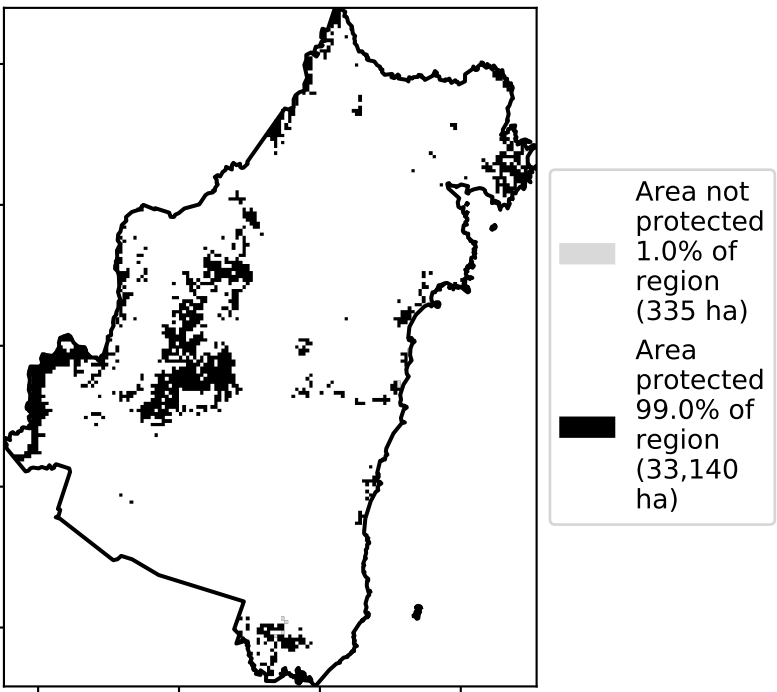 Area not
protected
1.0% of
region
(335 ha)
Area
protected
99.0% of
region
(33,140
ha)